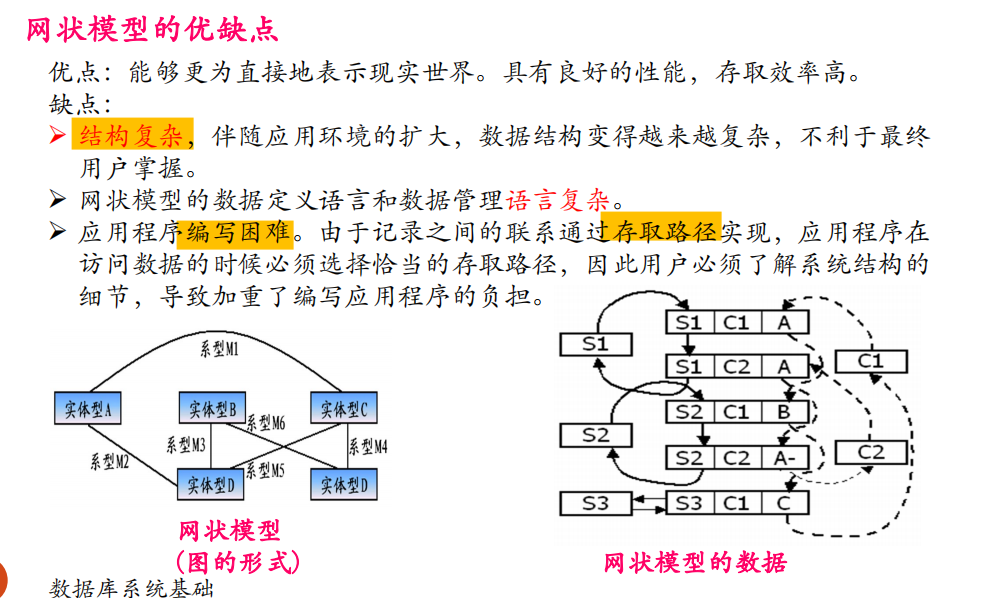 网状模型的优缺点
优点：能够更为直接地表示现实世界。具有良好的性能，存取效率高。
缺点：
➢ 结构复杂，伴随应用环境的扩大，数据结构变得越来越复杂，不利于最终
用户掌握。
➢ 网状模型的数据定义语言和数据管理语言复杂。
➢ 应用程序编写困难。由于记录之间的联系通过存取路径实现，应用程序在
访问数据的时候必须选择恰当的存取路径，因此用户必须了解系统结构的
细节，导致加重了编写应用程序的负担。
系型M1
实体型A
实体型B
实体型C
系型M6
系型M3
系型M4
系型M2
系型M5
实体型D
实体型D
网状模型
(图的形式)
S1 C1 A
S1
S1 C2 A
C1
S2 C1 B
S2
S2 C2 A-
C2
S3
S3 C1 C
网状模型的数据
数据库系统基础